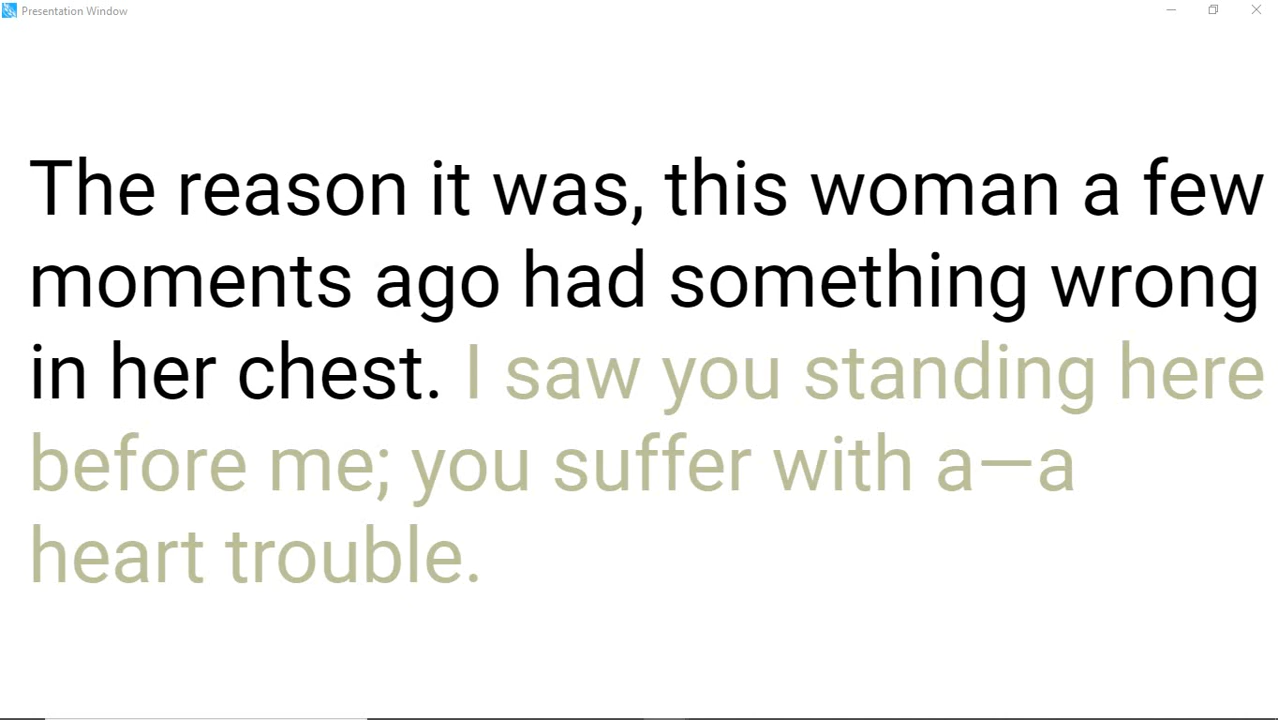 Presentation Window
The reason it was, this woman a few
moments ago had something wrong
in her chest. I saw you standing here
before me; you suffer with a—a
heart trouble.